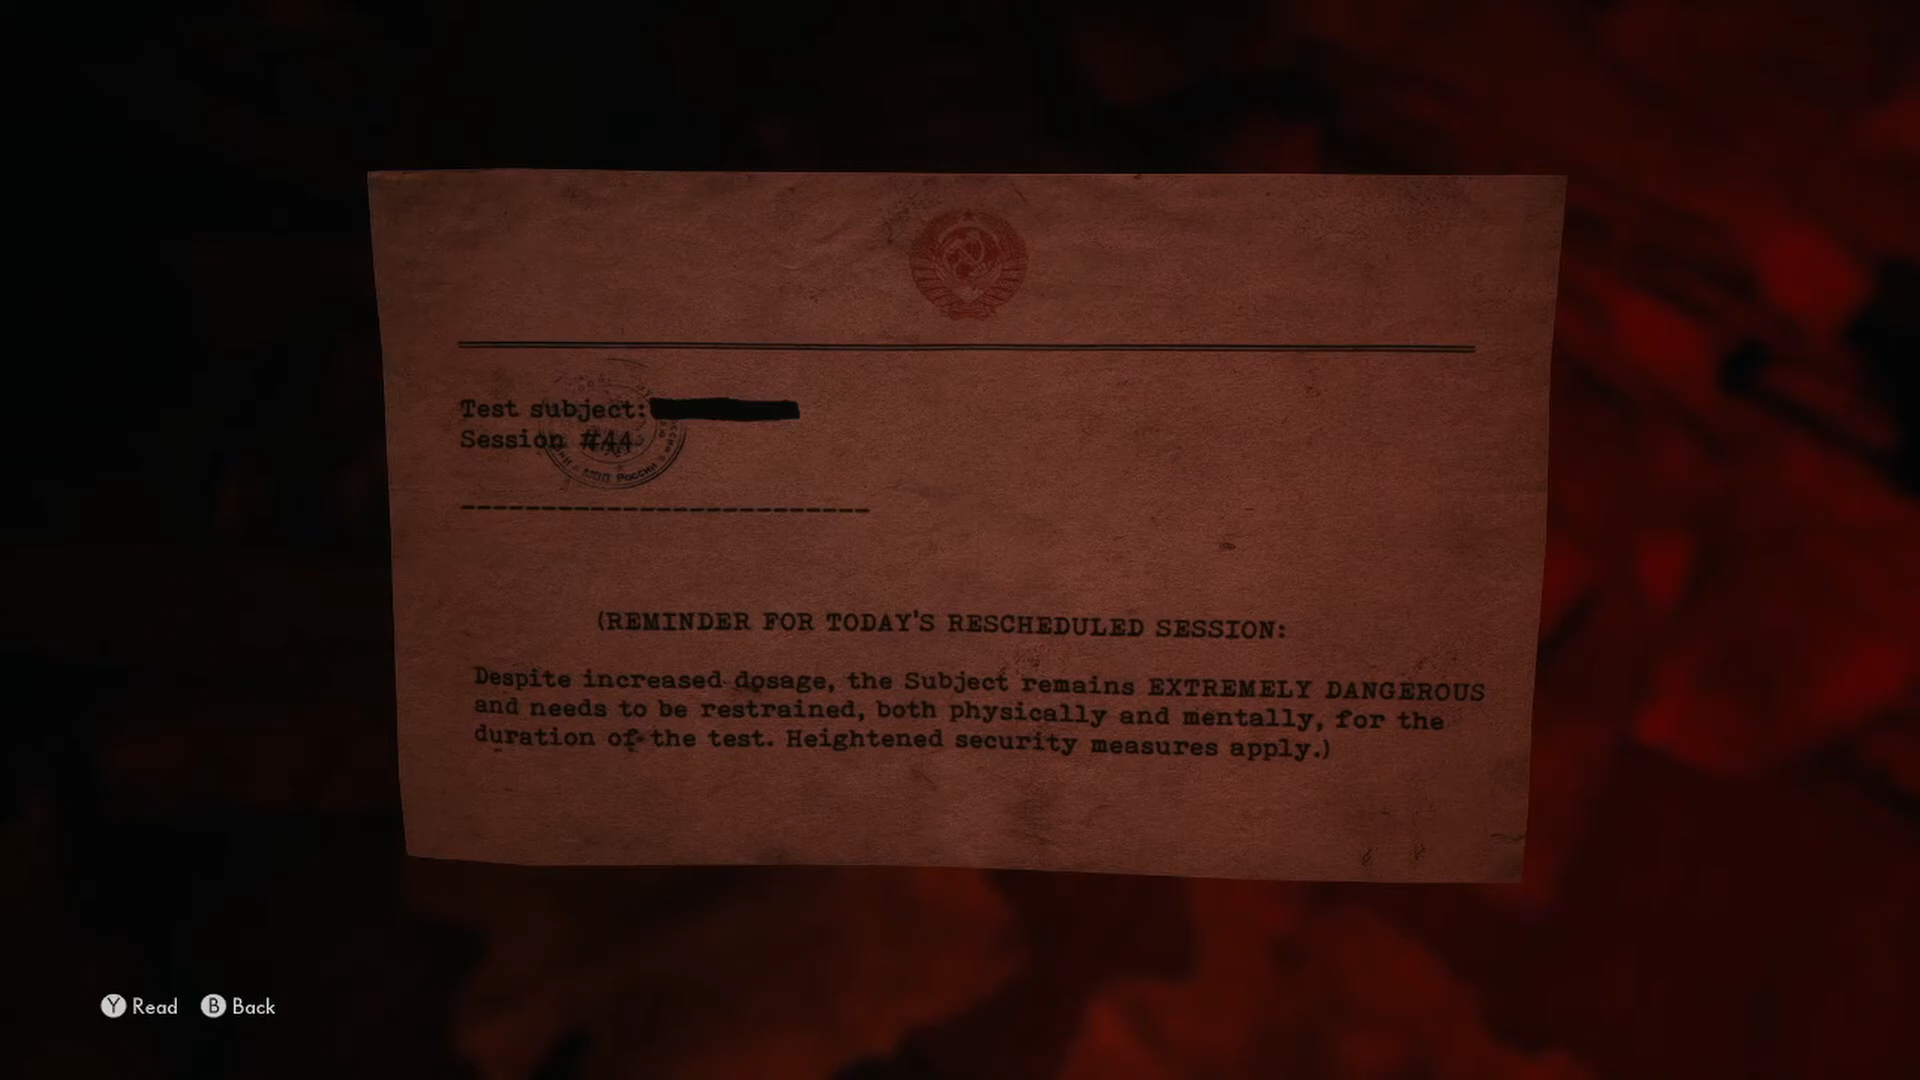 Test subject:
Session #44
МВД России
(REMINDER FOR TODAY'S RESCHEDULED SESSION:
Despite increased dosage, the Subject remains EXTREMELY DANGEROUS
and needs to be restrained, both physically and mentally, for the
duration of the test. Heightened security measures apply.)
Y Read B Back